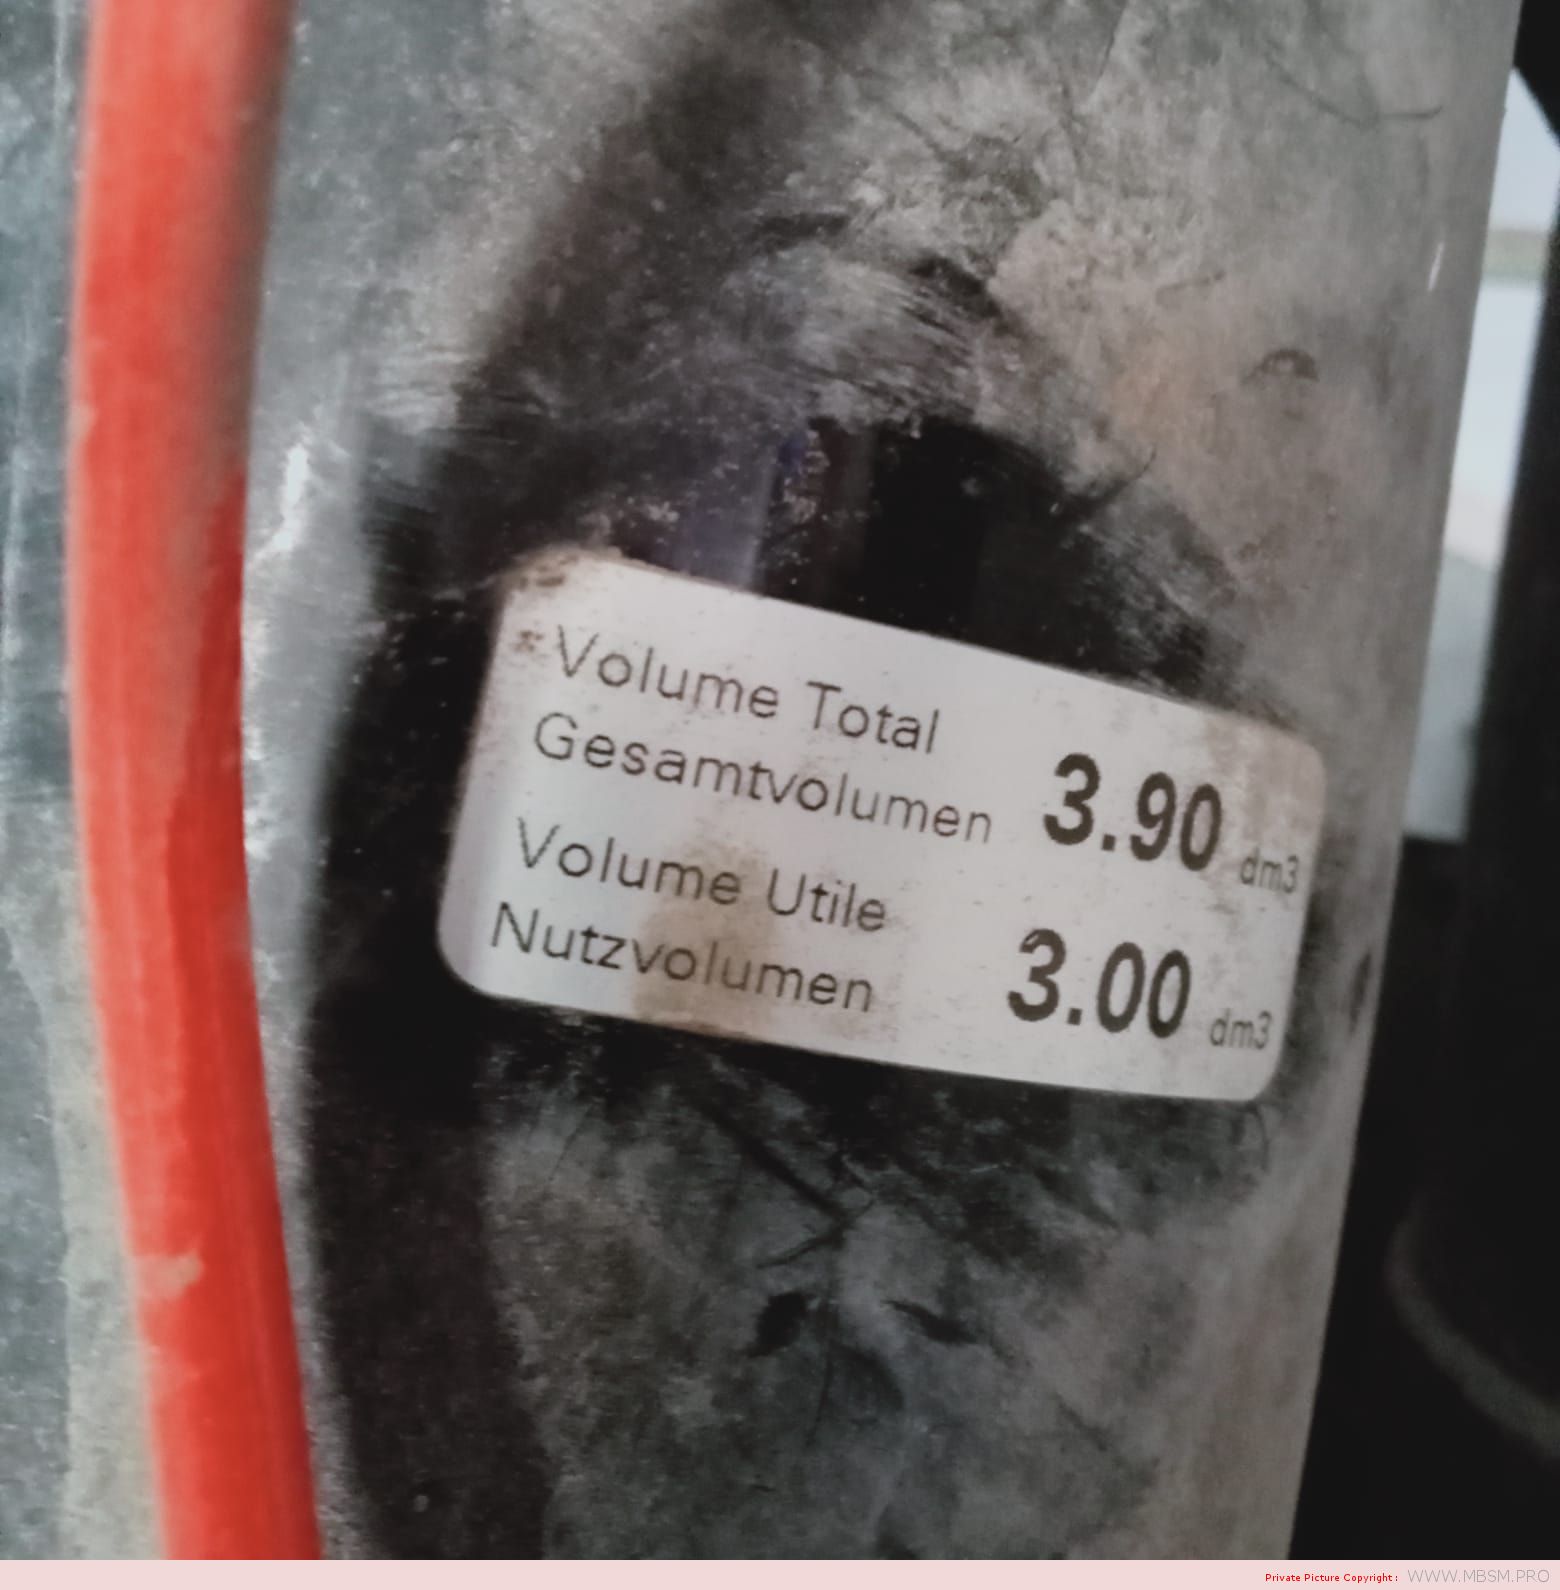 Volume Total
Gesamtvolumen 3.90 dm3
Volume Utile
Nutzvolumen 3.00 dm3
Private Picture Copyright : WWW.MBSM.PRO